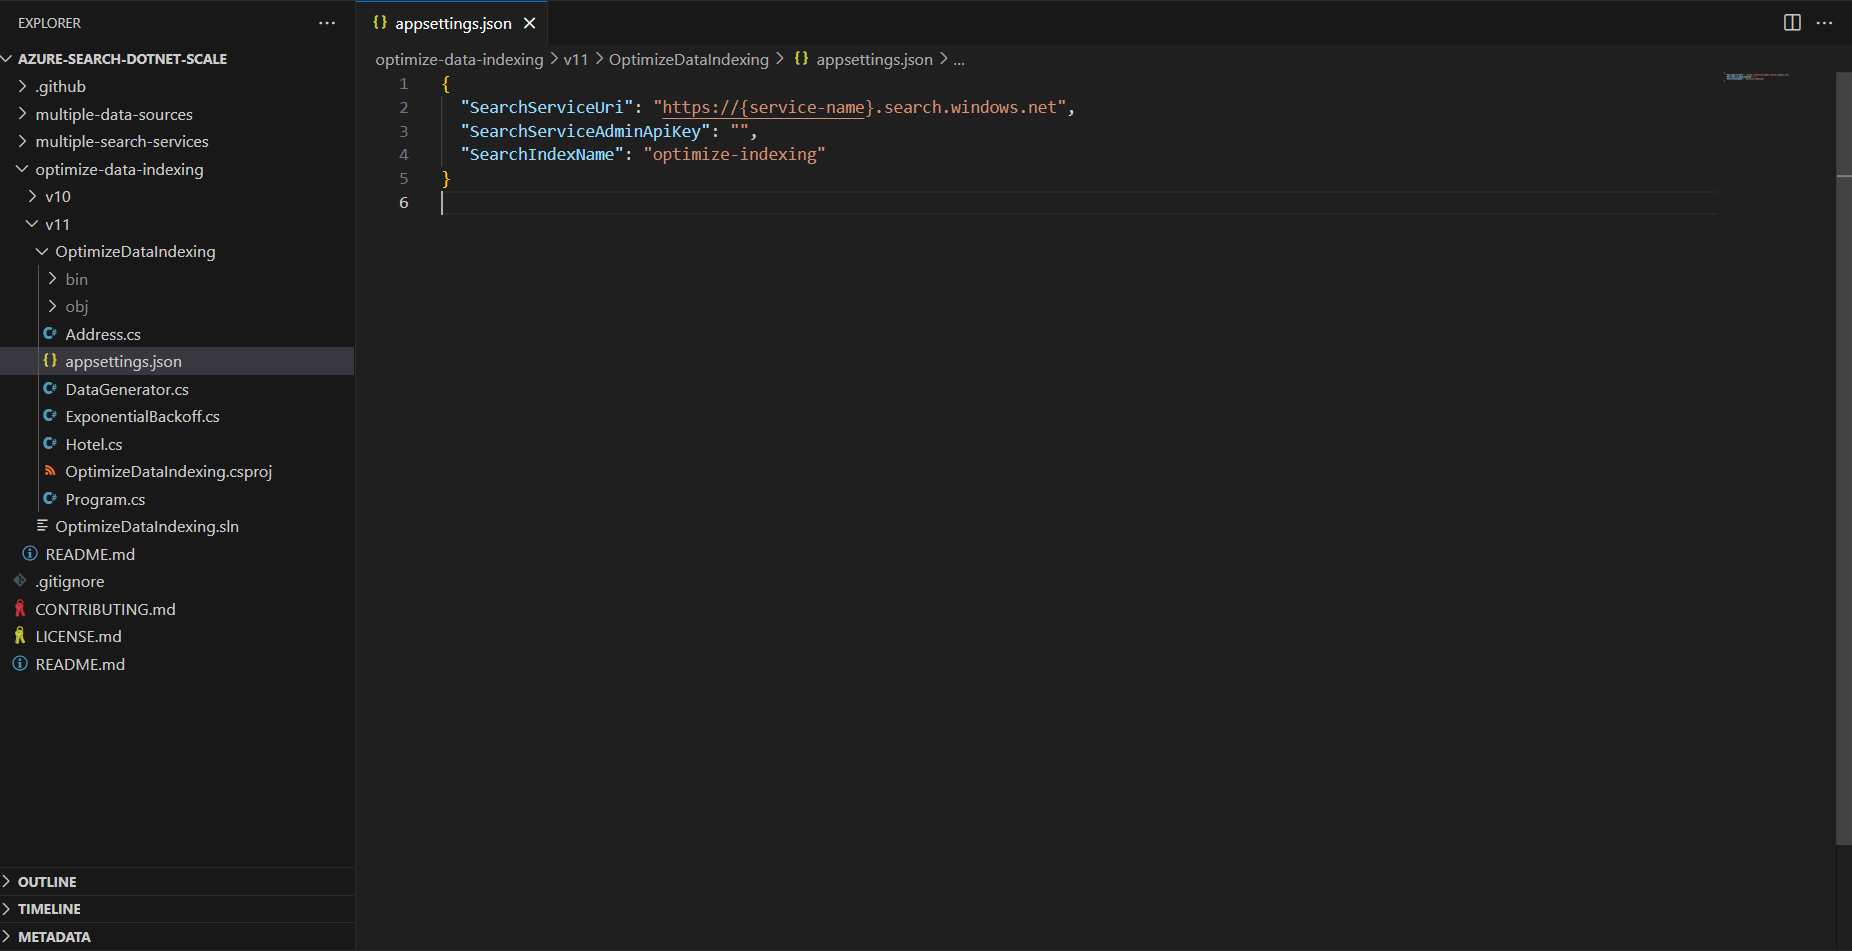 EXPLORER
AZURE-SEARCH-DOTNET-SCALE
.github
multiple-data-sources
multiple-search-services
optimize-data-indexing
v10
v11
OptimizeDataIndexing
bin
obj
Address.cs
appsettings.json
DataGenerator.cs
ExponentialBackoff.cs
Hotel.cs
OptimizeDataIndexing.csproj
Program.cs
OptimizeDataIndexing.sln
README.md
.gitignore
CONTRIBUTING.md
LICENSE.md
README.md
OUTLINE
TIMELINE
METADATA
{} appsettings.json
optimize-data-indexing > v11 > OptimizeDataIndexing > {} appsettings.json > ...
1 {
2 "SearchServiceUri": "https://{service-name}.search.windows.net",
3 "SearchServiceAdminApiKey": "",
4 "SearchIndexName": "optimize-indexing"
5 }
6